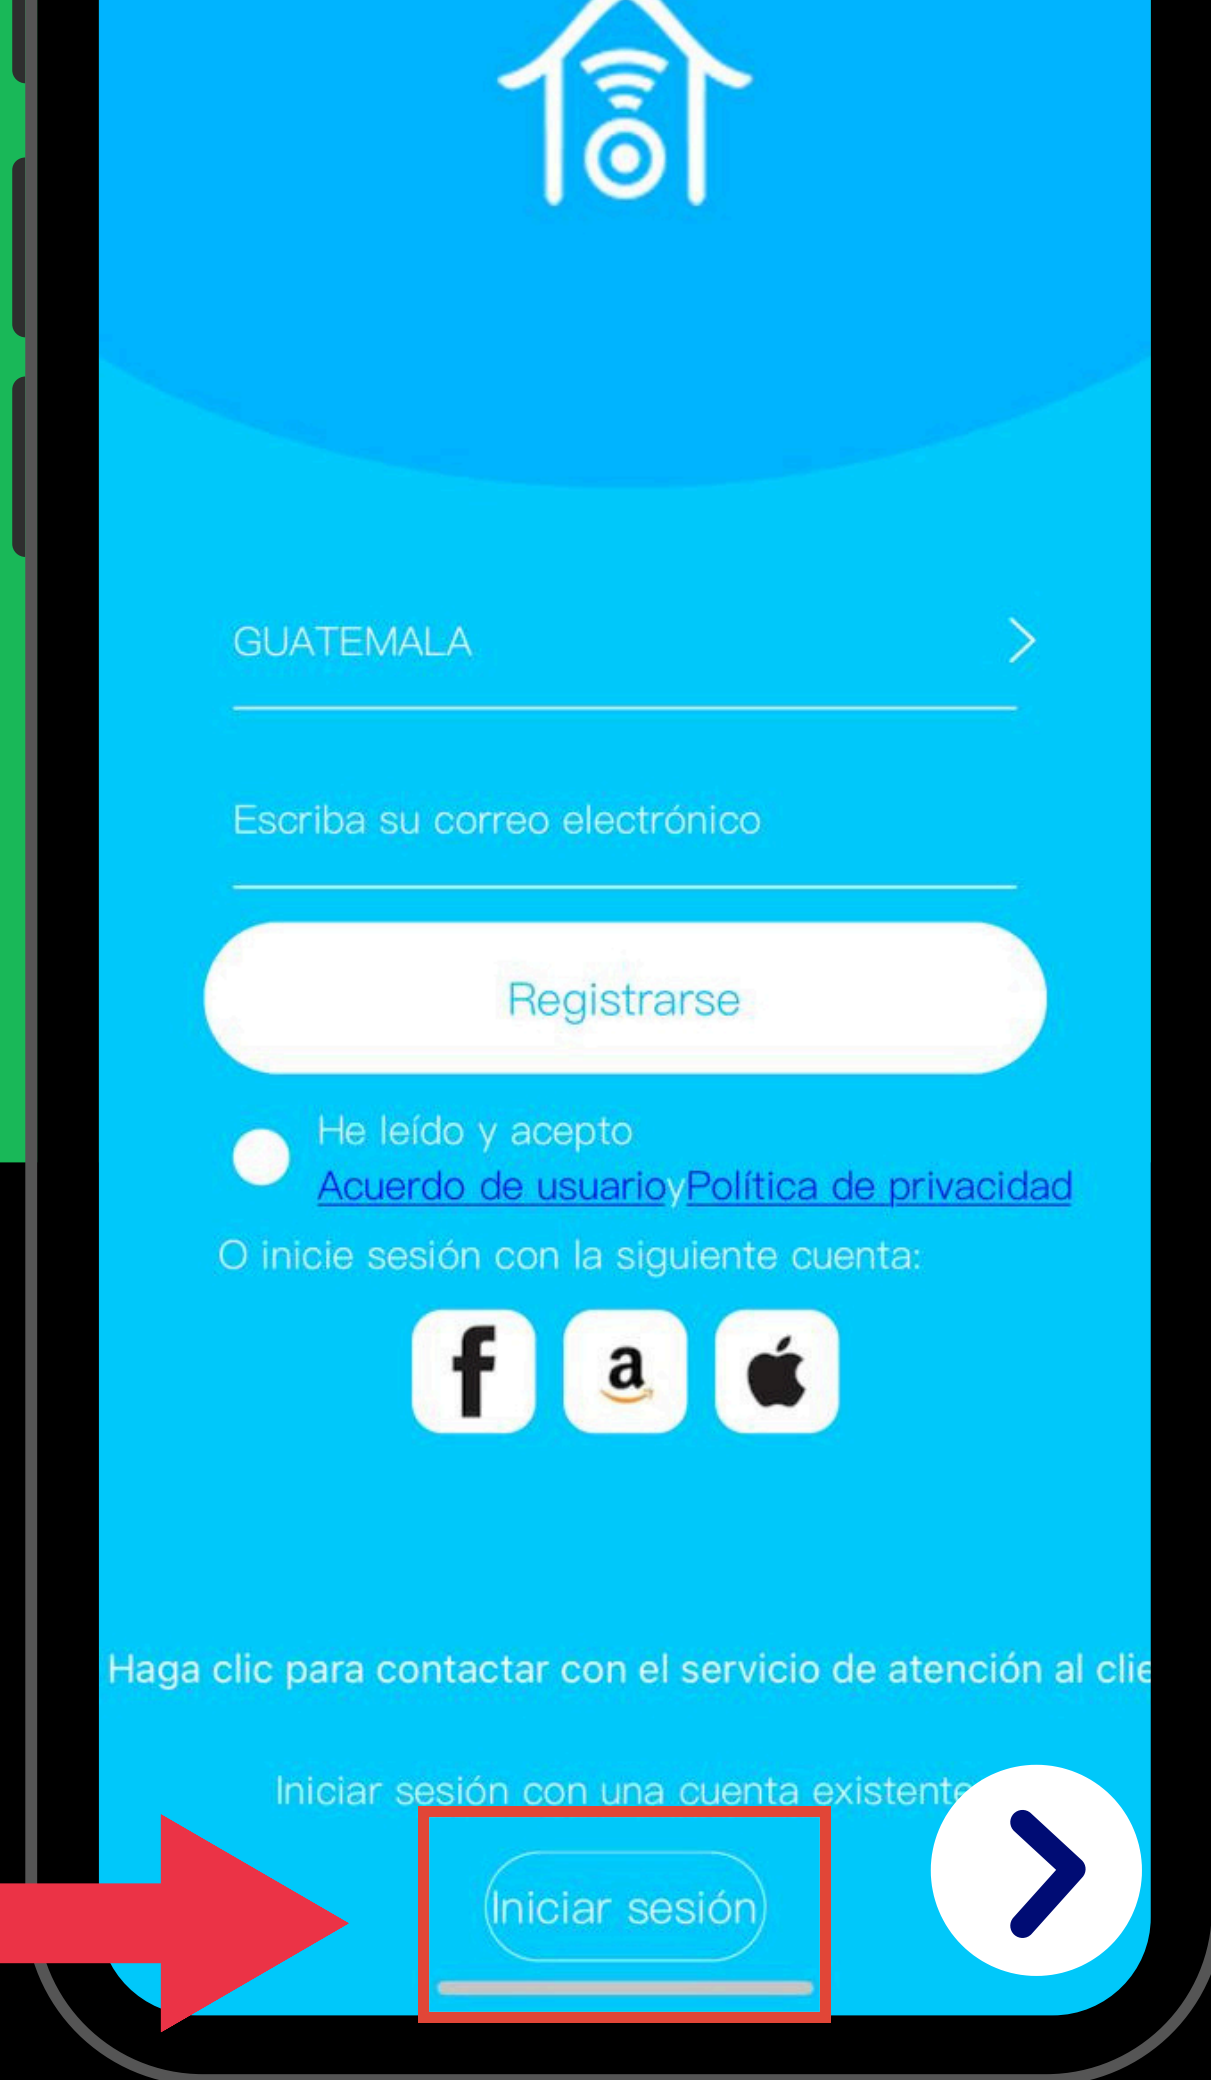 GUATEMALA
Escriba su correo electrónico
Registrarse
He leído y acepto
Acuerdo de usuarioyPolítica de privacidad
O inicie sesión con la siguiente cuenta:
f a
Haga clic para contactar con el servicio de atención al clie
Iniciar sesión con una cuenta existente
Iniciar sesión